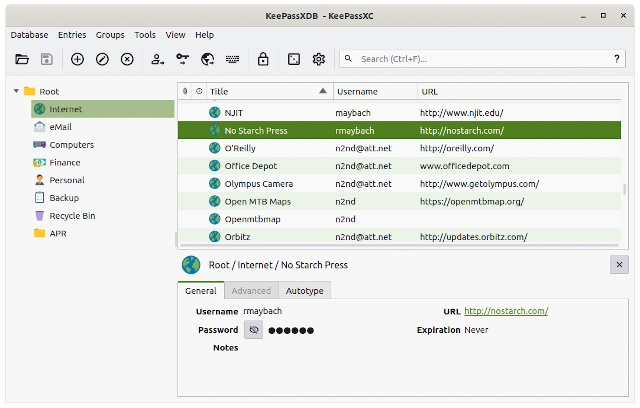 KeePassXDB - KeePassXC
Database Entries Groups Tools View Help
Search (Ctrl+F)... ?
Root
Internet
eMail
Computers
Finance
Personal
Backup
Recycle Bin
APR
Title Username URL
NJIT maybach http://www.njit.edu/
No Starch Press rmaybach http://nostarch.com/
O'Reilly n2nd@att.net http://oreilly.com/
Office Depot n2nd@att.net www.officedepot.com
Olympus Camera n2nd@att.net http://www.getolympus.com/
Open MTB Maps n2nd https://openmtbmap.org/
Openmtbmap n2nd
Orbitz n2nd@att.net http://updates.orbitz.com/
Root / Internet / No Starch Press
General Advanced Autotype
Username rmaybach URL http://nostarch.com/
Password ●●●●●● Expiration Never
Notes